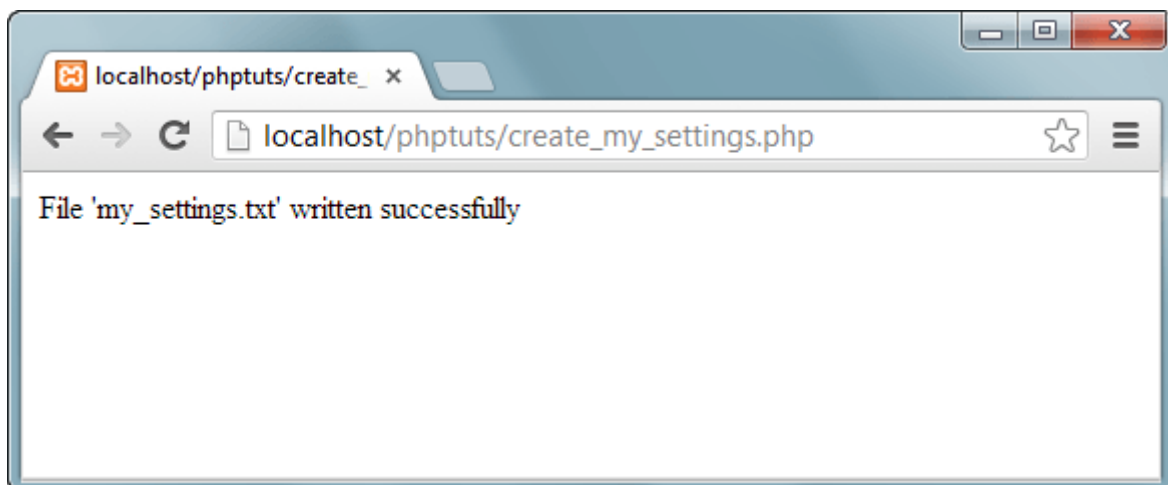 localhost/phptuts/create_
localhost/phptuts/create_my_settings.php
File 'my_settings.txt' written successfully